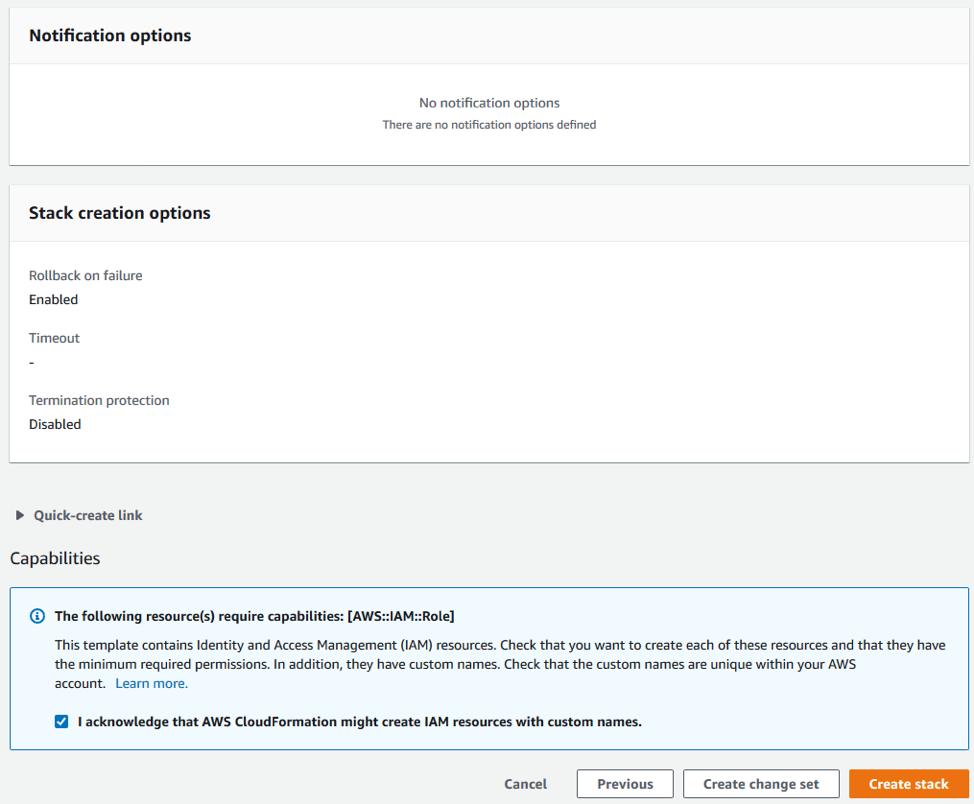 Notification options
No notification options
There are no notification options defined
Stack creation options
Rollback on failure
Enabled
Timeout
-
Termination protection
Disabled
Quick-create link
Capabilities
The following resource(s) require capabilities: [AWS::IAM::Role]
This template contains Identity and Access Management (IAM) resources. Check that you want to create each of these resources and that they have
the minimum required permissions. In addition, they have custom names. Check that the custom names are unique within your AWS
account. Learn more.
I acknowledge that AWS CloudFormation might create IAM resources with custom names.
Cancel Previous Create change set Create stack